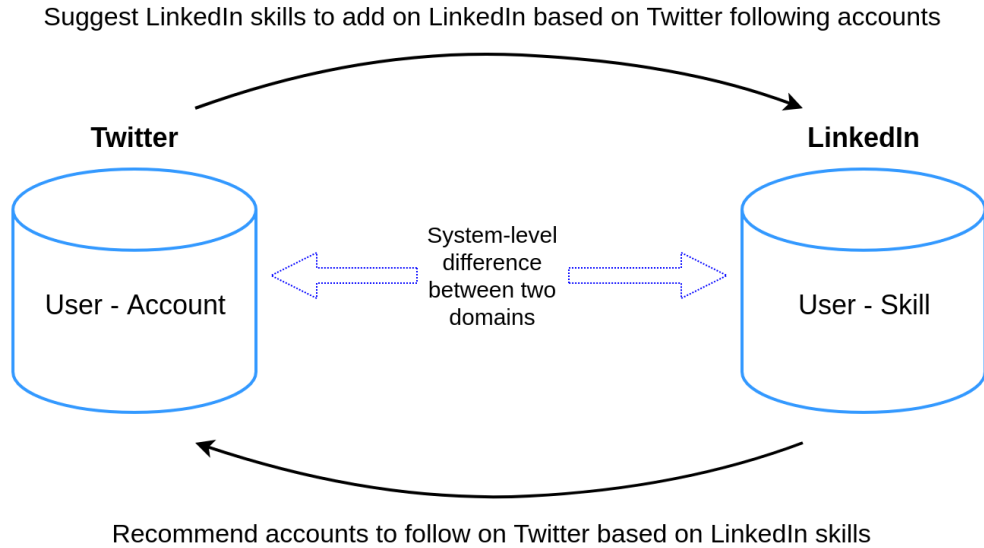 Suggest LinkedIn skills to add on LinkedIn based on Twitter following accounts
Twitter
LinkedIn
User - Account
System-level
difference
between two
domains
User - Skill
Recommend accounts to follow on Twitter based on LinkedIn skills